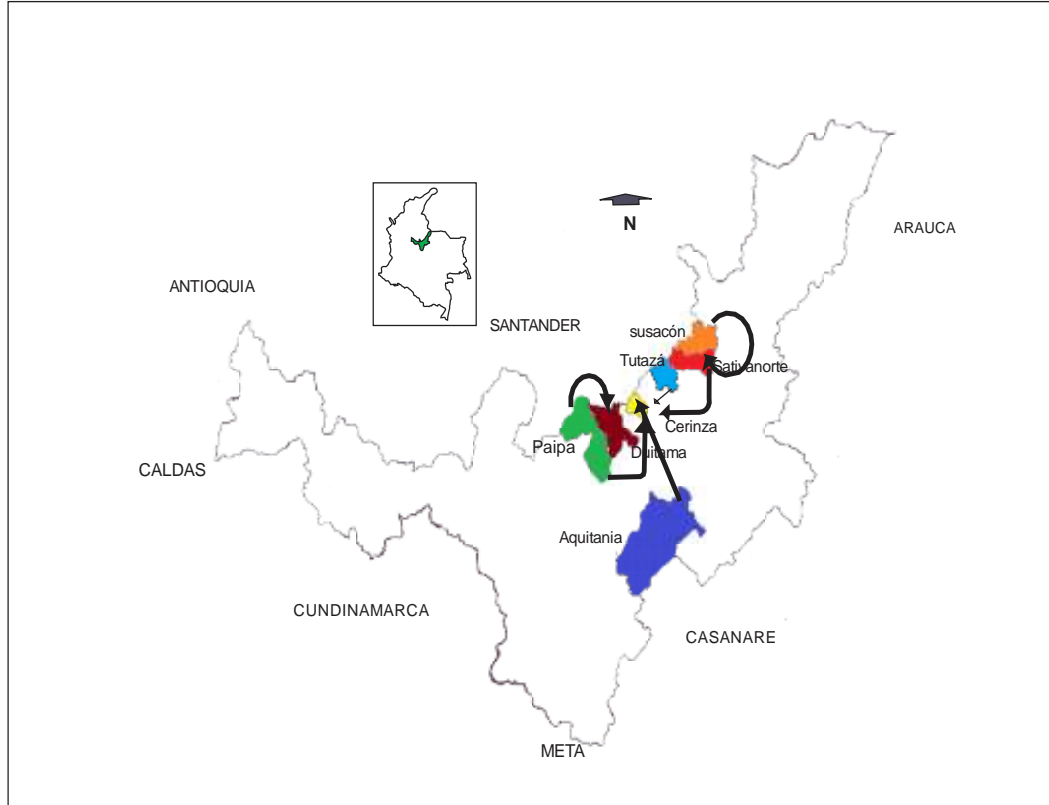 N
ARAUCA
ANTIOQUIA
SANTANDER
susacón
Tutazá
Sativanorte
Cerinza
Paipa
Duitama
CALDAS
Aquitania
CUNDINAMARCA
CASANARE
META